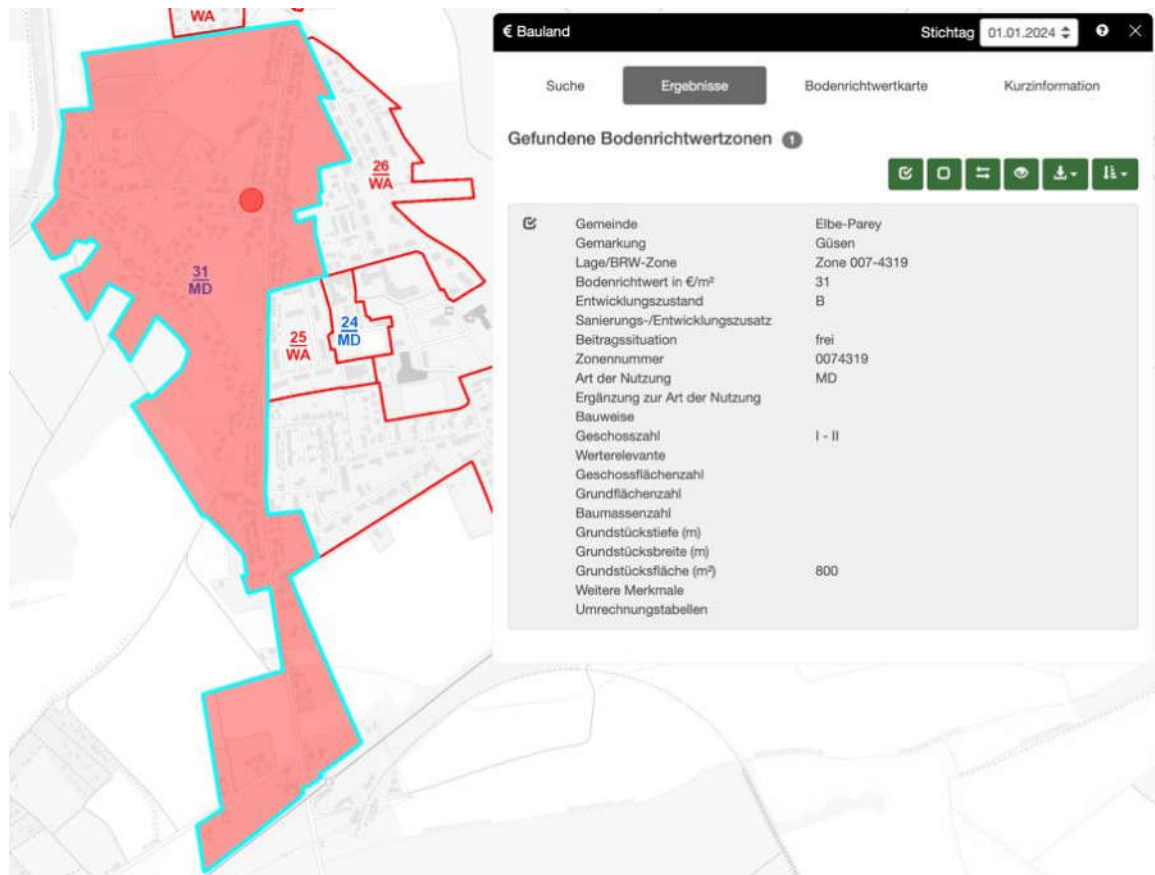 WA
26
WA
31
MD
25
WA
24
MD
€ Bauland Stichtag 01.01.2024
Suche Ergebnisse Bodenrichtwertkarte Kurzinformation
Gefundene Bodenrichtwertzonen 1
Gemeinde Elbe-Parey
Gemarkung Güsen
Lage/BRW-Zone Zone 007-4319
Bodenrichtwert in €/m² 31
Entwicklungszustand B
Sanierungs-/Entwicklungszusatz
Beitragssituation frei
Zonennummer 0074319
Art der Nutzung MD
Ergänzung zur Art der Nutzung
Bauweise
Geschosszahl I - II
Werterelevante
Geschossflächenzahl
Grundflächenzahl
Baumassenzahl
Grundstückstiefe (m)
Grundstücksbreite (m)
Grundstücksfläche (m²) 800
Weitere Merkmale
Umrechnungstabellen